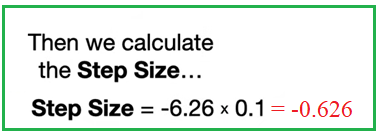 Then we calculate
the Step Size...
Step Size = -6.26 x 0.1 = -0.626